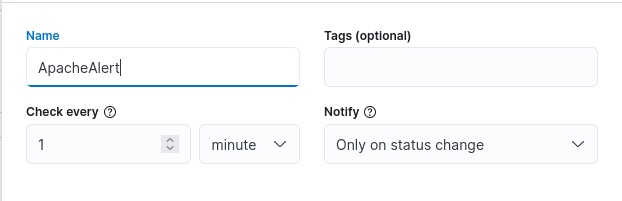 Name
Tags (optional)
ApacheAlert
Check every
Notify
1
minute
Only on status change